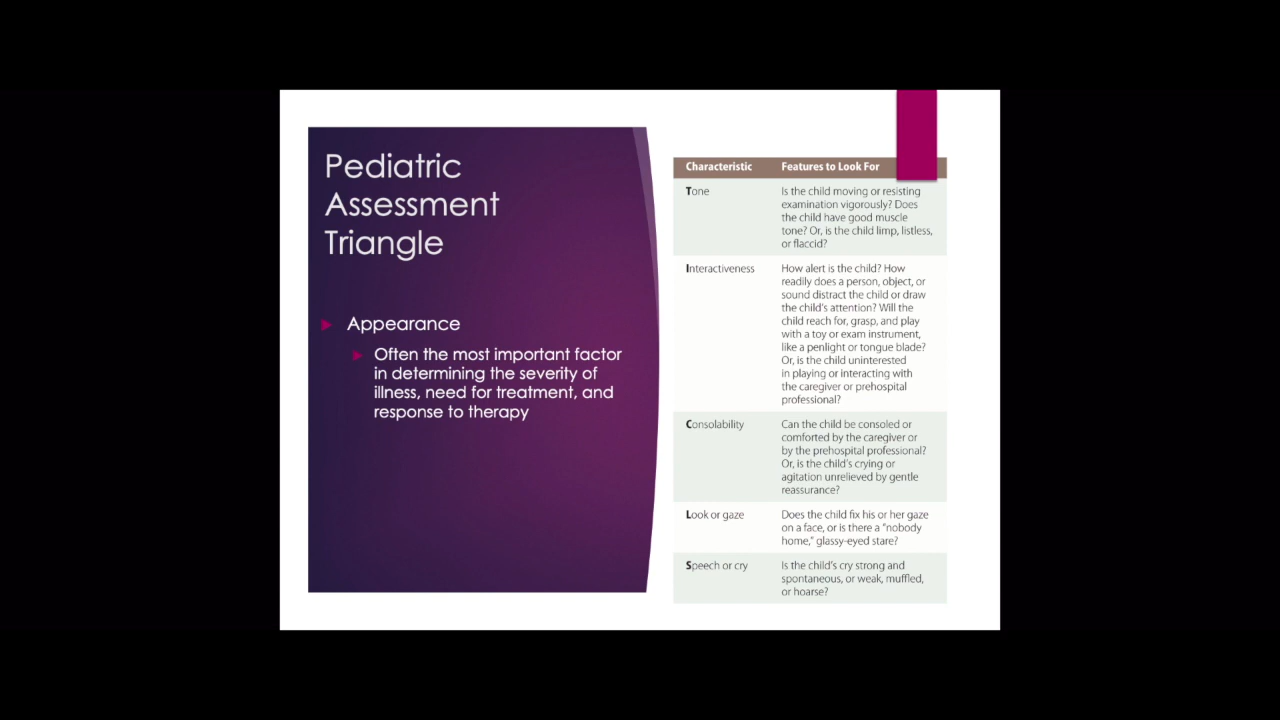 Pediatric
Assessment
Triangle
Appearance
Often the most important factor
in determining the severity of
illness, need for treatment, and
response to therapy
Characteristic Features to Look For
Tone Is the child moving or resisting
examination vigorously? Does
the child have good muscle
tone? Or, is the child limp, listless,
or flaccid?
Interactiveness How alert is the child? How
readily does a person, object, or
sound distract the child or draw
the child's attention? Will the
child reach for, grasp, and play
with a toy or exam instrument,
like a penlight or tongue blade?
Or, is the child uninterested
in playing or interacting with
the caregiver or prehospital
professional?
Consolability Can the child be consoled or
comforted by the caregiver or
by the prehospital professional?
Or, is the child's crying or
agitation unrelieved by gentle
reassurance?
Look or gaze Does the child fix his or her gaze
on a face, or is there a "nobody
home," glassy-eyed stare?
Speech or cry Is the child's cry strong and
spontaneous, or weak, muffled,
or hoarse?